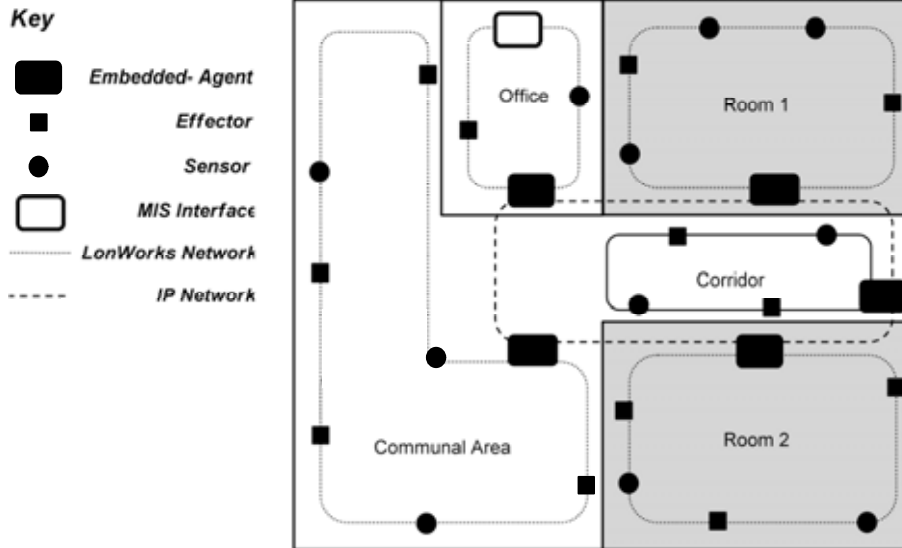 Key
Embedded- Agent
Effector
Sensor
MIS Interface
LonWorks Network
IP Network
Office
Room 1
Corridor
Communal Area
Room 2